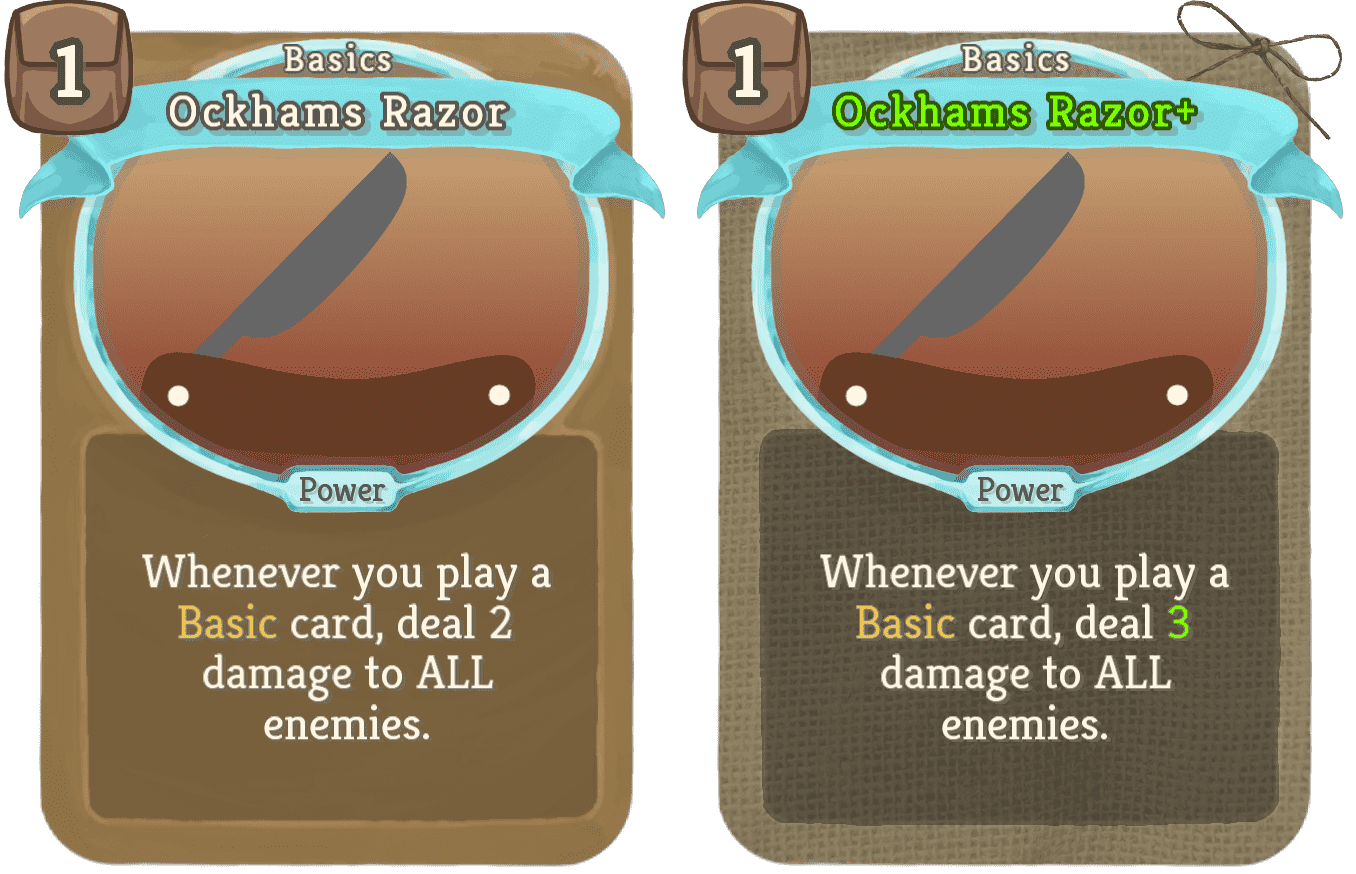 1
Basics
Ockhams Razor
Power
Whenever you play a
Basic card, deal 2
damage to ALL
enemies.
1
Basics
Ockhams Razor+
Power
Whenever you play a
Basic card, deal 3
damage to ALL
enemies.